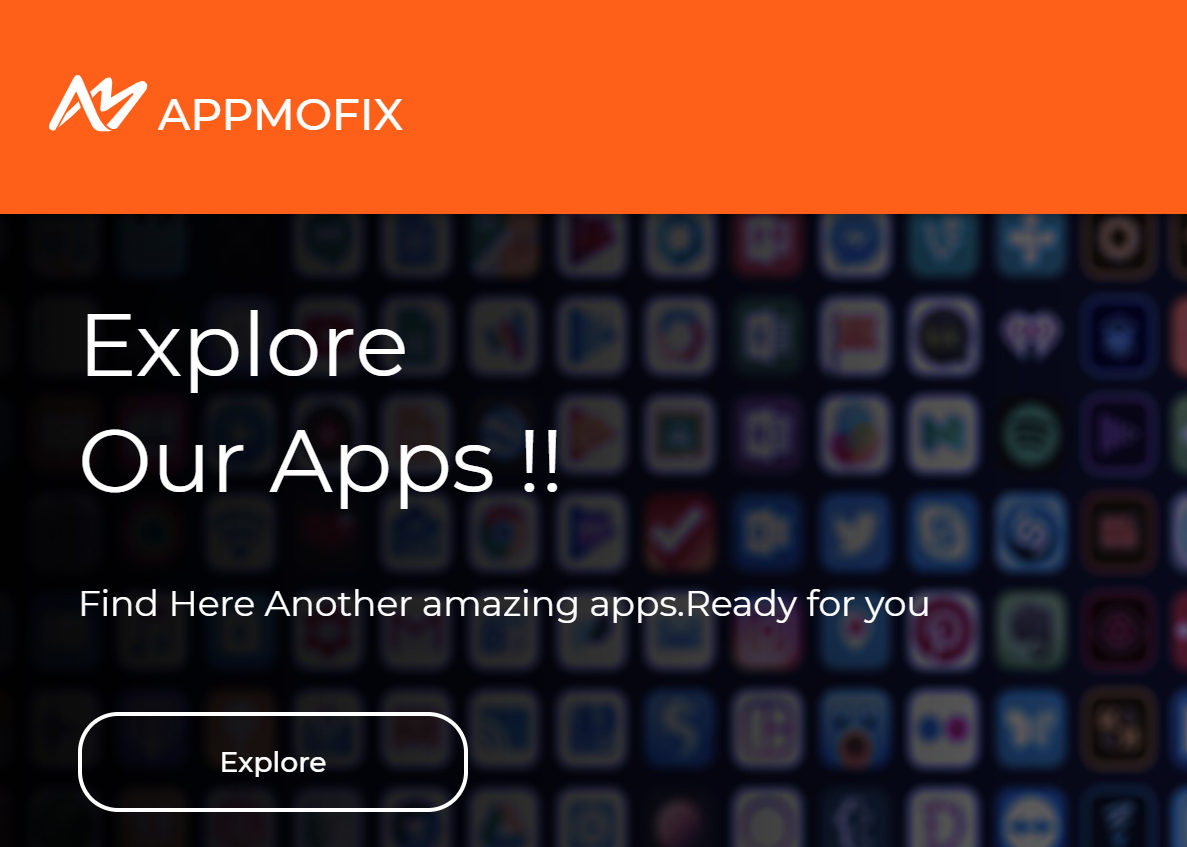 APPMOFIX
Explore
Our Apps !!
Find Here Another amazing apps.Ready for you
Explore